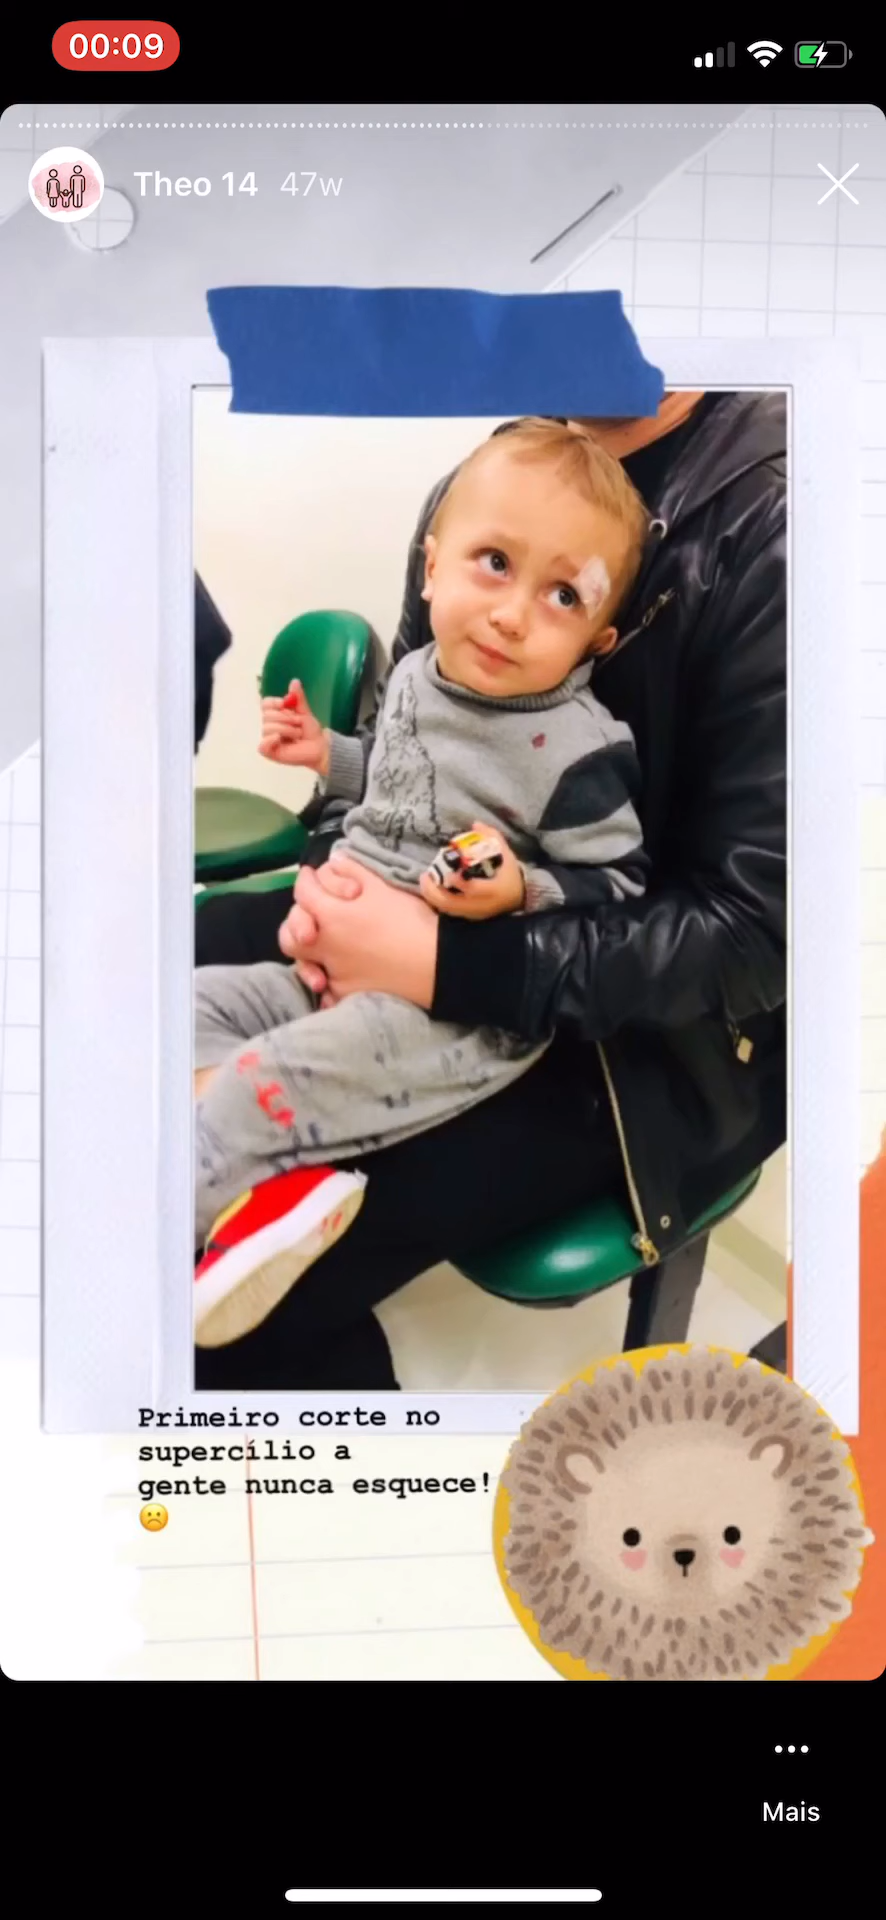 00:09
Theo 14 47w
Primeiro corte no
supercílio a
gente nunca esquece!
☹️
Mais